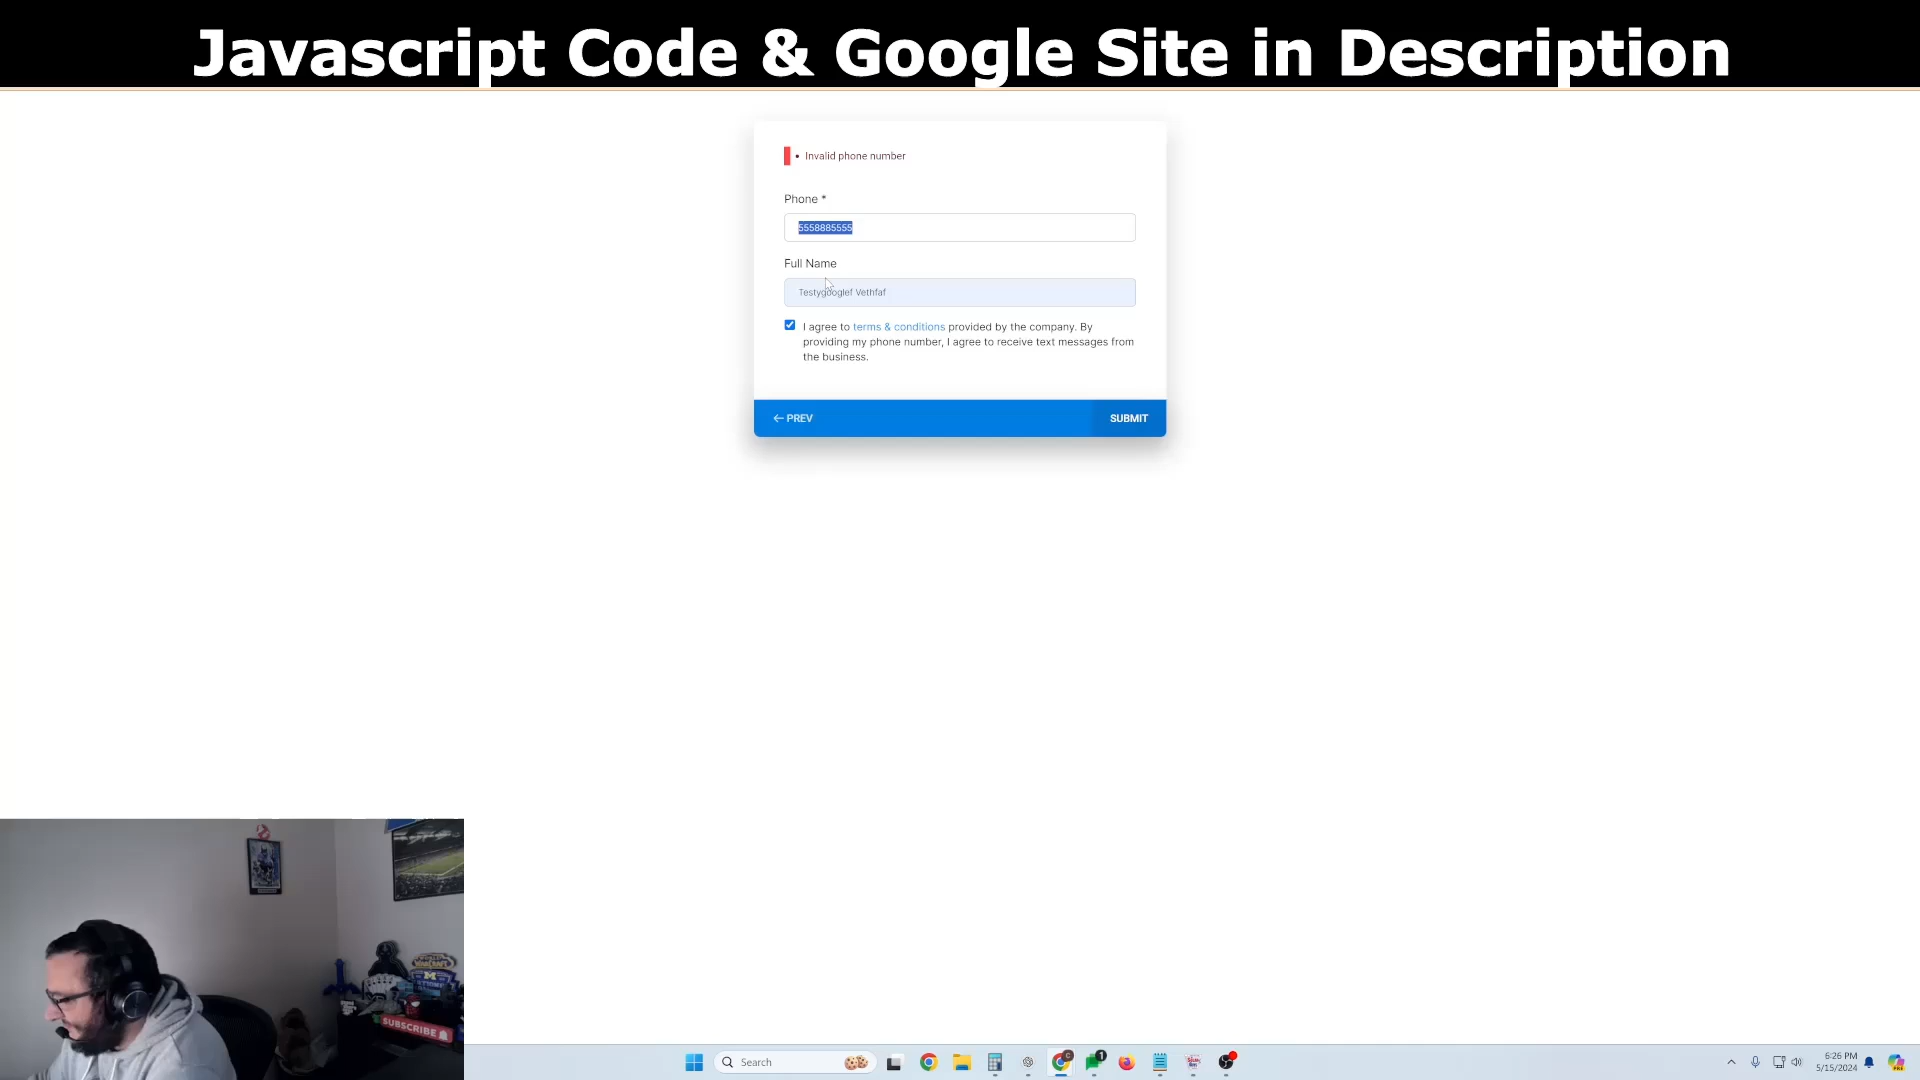 Javascript Code & Google Site in Description
Invalid phone number
Phone *
5558885555
Full Name
Testygooglef Vethfaf
I agree to terms & conditions provided by the company. By
providing my phone number, I agree to receive text messages from
the business.
← PREV
SUBMIT
SUBSCRIBE
Search
6:26 PM
5/15/2024